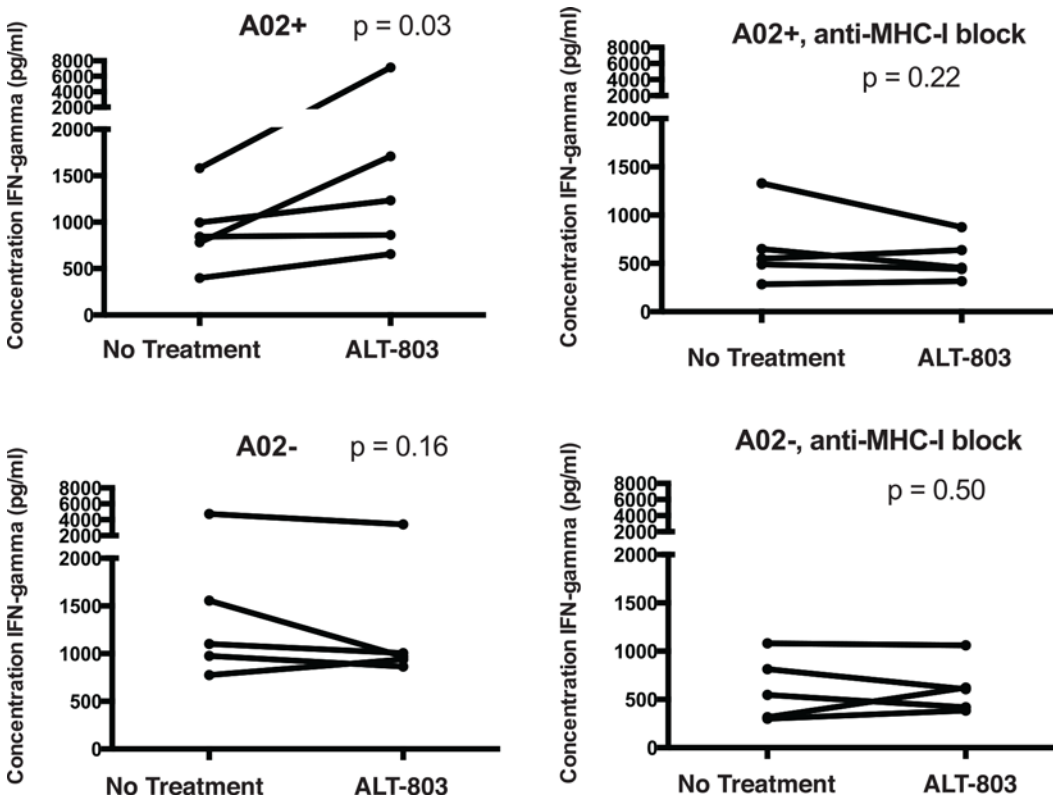 A02+ p = 0.03
Concentration IFN-gamma (pg/ml)
8000
6000
4000
2000
2000
1500
1000
500
0
No Treatment ALT-803
A02+, anti-MHC-I block
p = 0.22
Concentration IFN-gamma (pg/ml)
8000
6000
4000
2000
2000
1500
1000
500
0
No Treatment ALT-803
A02- p = 0.16
Concentration IFN-gamma (pg/ml)
8000
6000
4000
2000
2000
1500
1000
500
0
No Treatment ALT-803
A02-, anti-MHC-I block
p = 0.50
Concentration IFN-gamma (pg/ml)
8000
6000
4000
2000
2000
1500
1000
500
0
No Treatment ALT-803